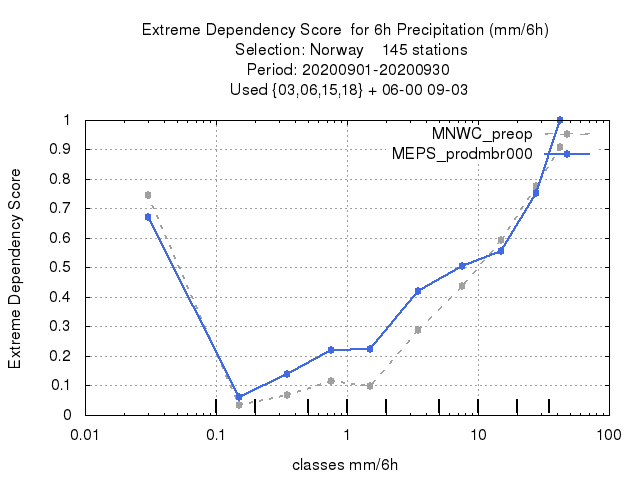 Extreme Dependency Score  for 6h Precipitation (mm/6h)
Selection: Norway    145 stations
Period: 20200901-20200930
Used {03,06,15,18} + 06-00 09-03
MNWC_preop
MEPS_prodmbr000
Extreme Dependency Score
1
0.9
0.8
0.7
0.6
0.5
0.4
0.3
0.2
0.1
0
0.01
0.1
1
10
100
classes mm/6h